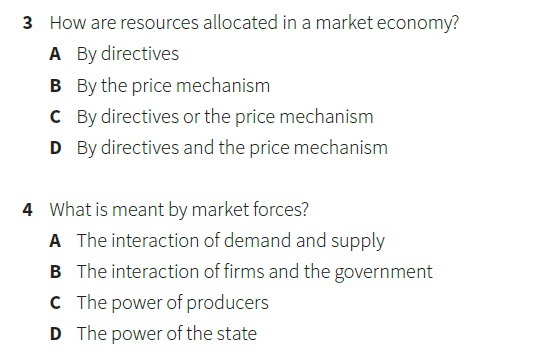 3 How are resources allocated in a market economy?
A By directives
B By the price mechanism
C By directives or the price mechanism
D By directives and the price mechanism
4 What is meant by market forces?
A The interaction of demand and supply
B The interaction of firms and the government
C The power of producers
D The power of the state